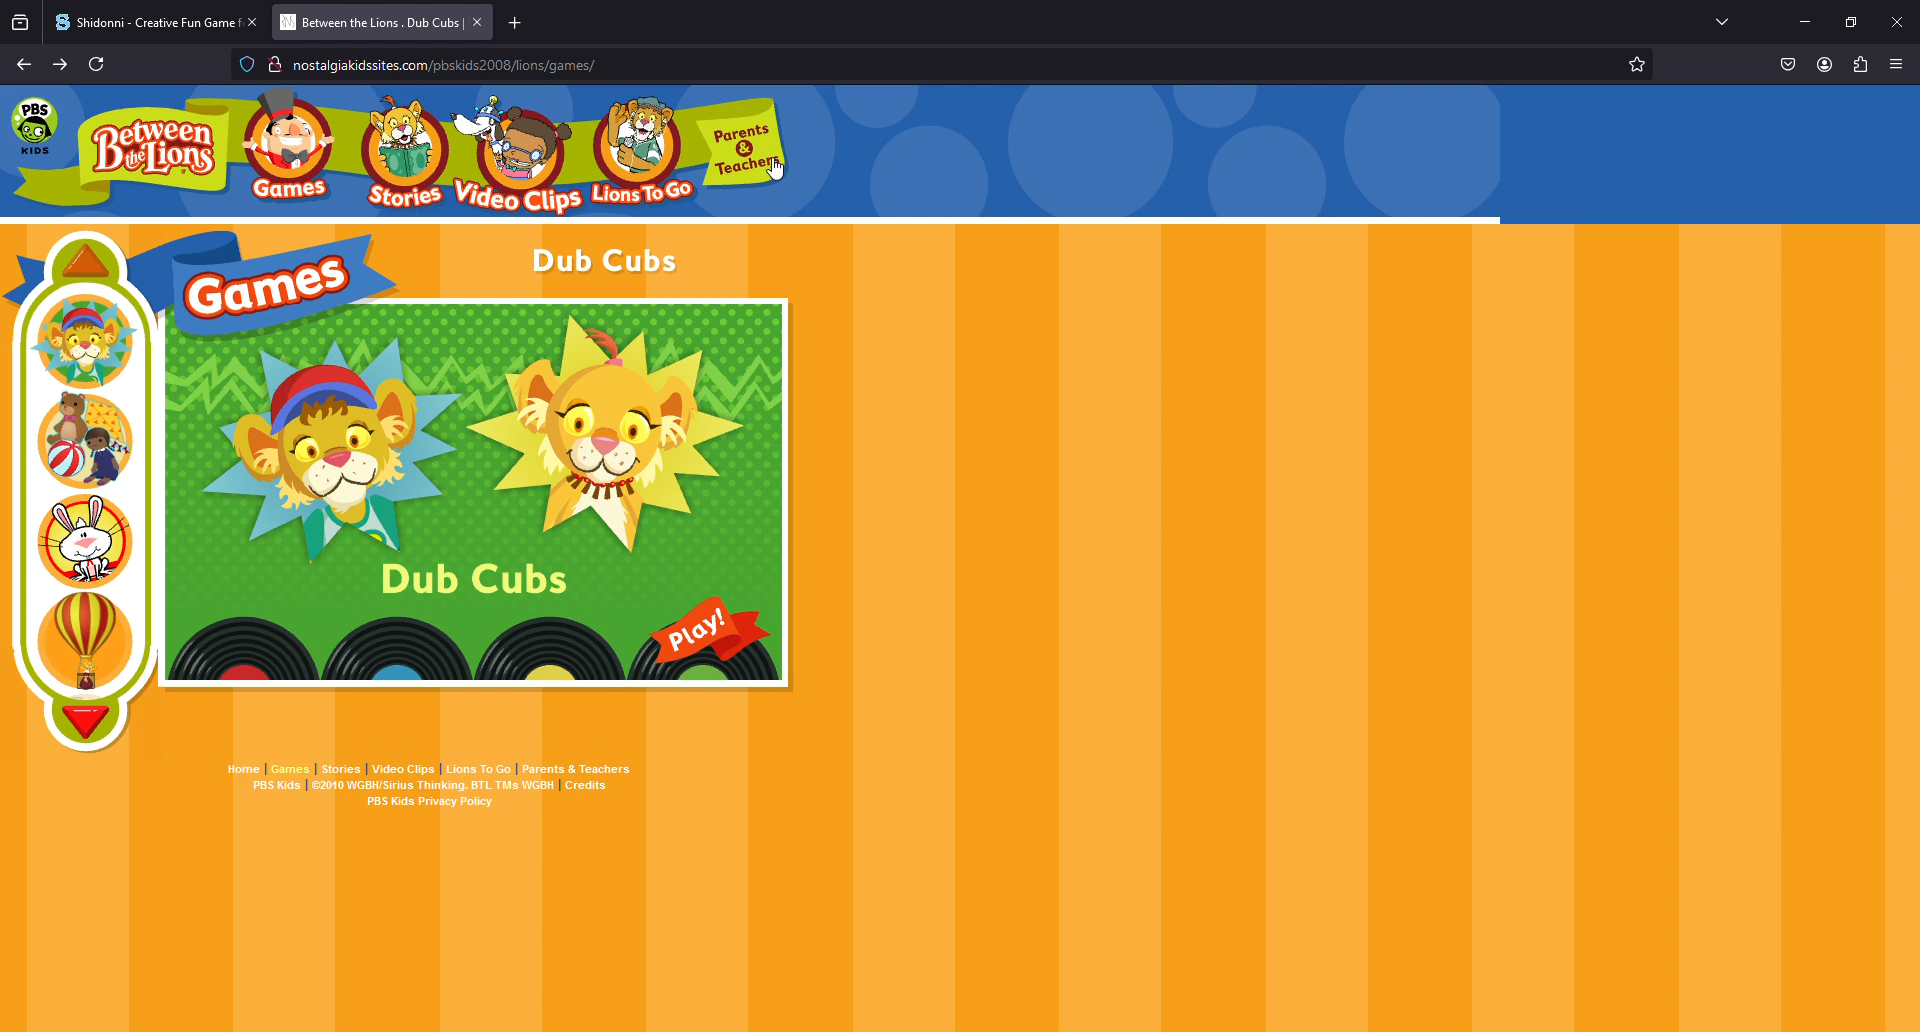 Shidonni - Creative Fun Game f
Between the Lions . Dub Cubs |
nostalgiakidssites.com/pbskids2008/lions/games/
PBS
KIDS
Between
the Lions
Games
Stories
Video Clips
Lions To Go
Parents
&
Teachers
Games
Dub Cubs
Dub Cubs
Play!
Home | Games | Stories | Video Clips | Lions To Go | Parents & Teachers
PBS Kids | ©2010 WGBH/Sirius Thinking. BTL TMs WGBH | Credits
PBS Kids Privacy Policy